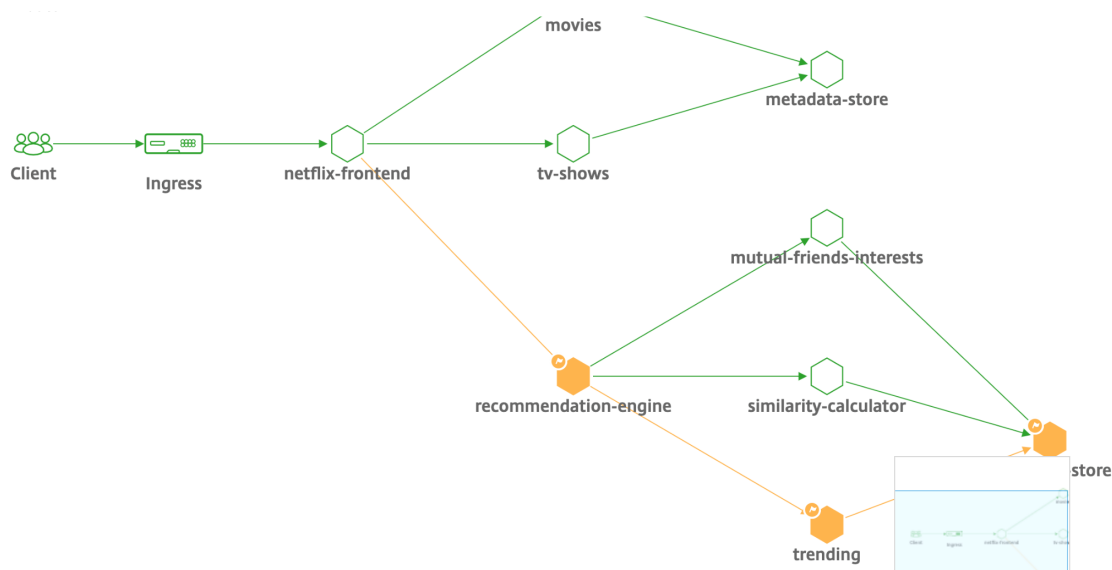 movies
metadata-store
Client
Ingress
netflix-frontend
tv-shows
mutual-friends-interests
recommendation-engine
similarity-calculator
store
trending